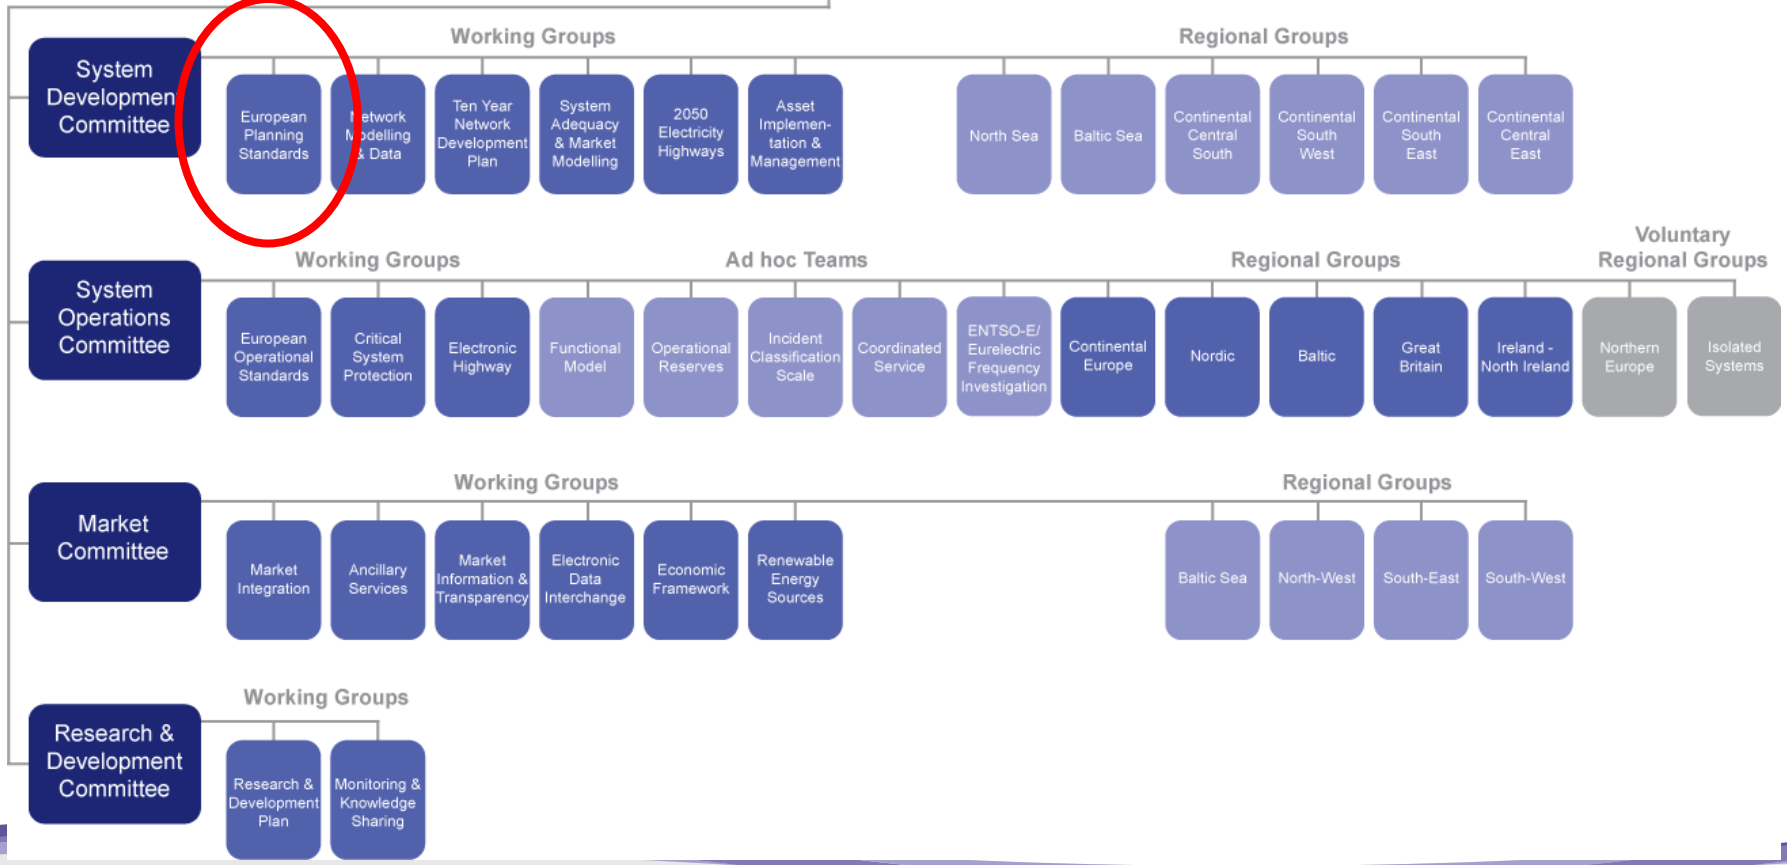 Working Groups
Regional Groups
System
Development
Committee
European
Planning
Standards
Network
Modelling
& Data
Ten Year
Network
Development
Plan
System
Adequacy
& Market
Modelling
2050
Electricity
Highways
Asset
Implemen-
tation &
Management
North Sea
Baltic Sea
Continental
Central
South
Continental
South
West
Continental
South
East
Continental
Central
East
Working Groups
Ad hoc Teams
Regional Groups
Voluntary
Regional Groups
System
Operations
Committee
European
Operational
Standards
Critical
System
Protection
Electronic
Highway
Functional
Model
Operational
Reserves
Incident
Classification
Scale
Coordinated
Service
ENTSO-E/
Eurelectric
Frequency
Investigation
Continental
Europe
Nordic
Baltic
Great
Britain
Ireland -
North Ireland
Northern
Europe
Isolated
Systems
Working Groups
Regional Groups
Market
Committee
Market
Integration
Ancillary
Services
Market
Information &
Transparency
Electronic
Data
Interchange
Economic
Framework
Renewable
Energy
Sources
Baltic Sea
North-West
South-East
South-West
Working Groups
Research &
Development
Committee
Research &
Development
Plan
Monitoring &
Knowledge
Sharing